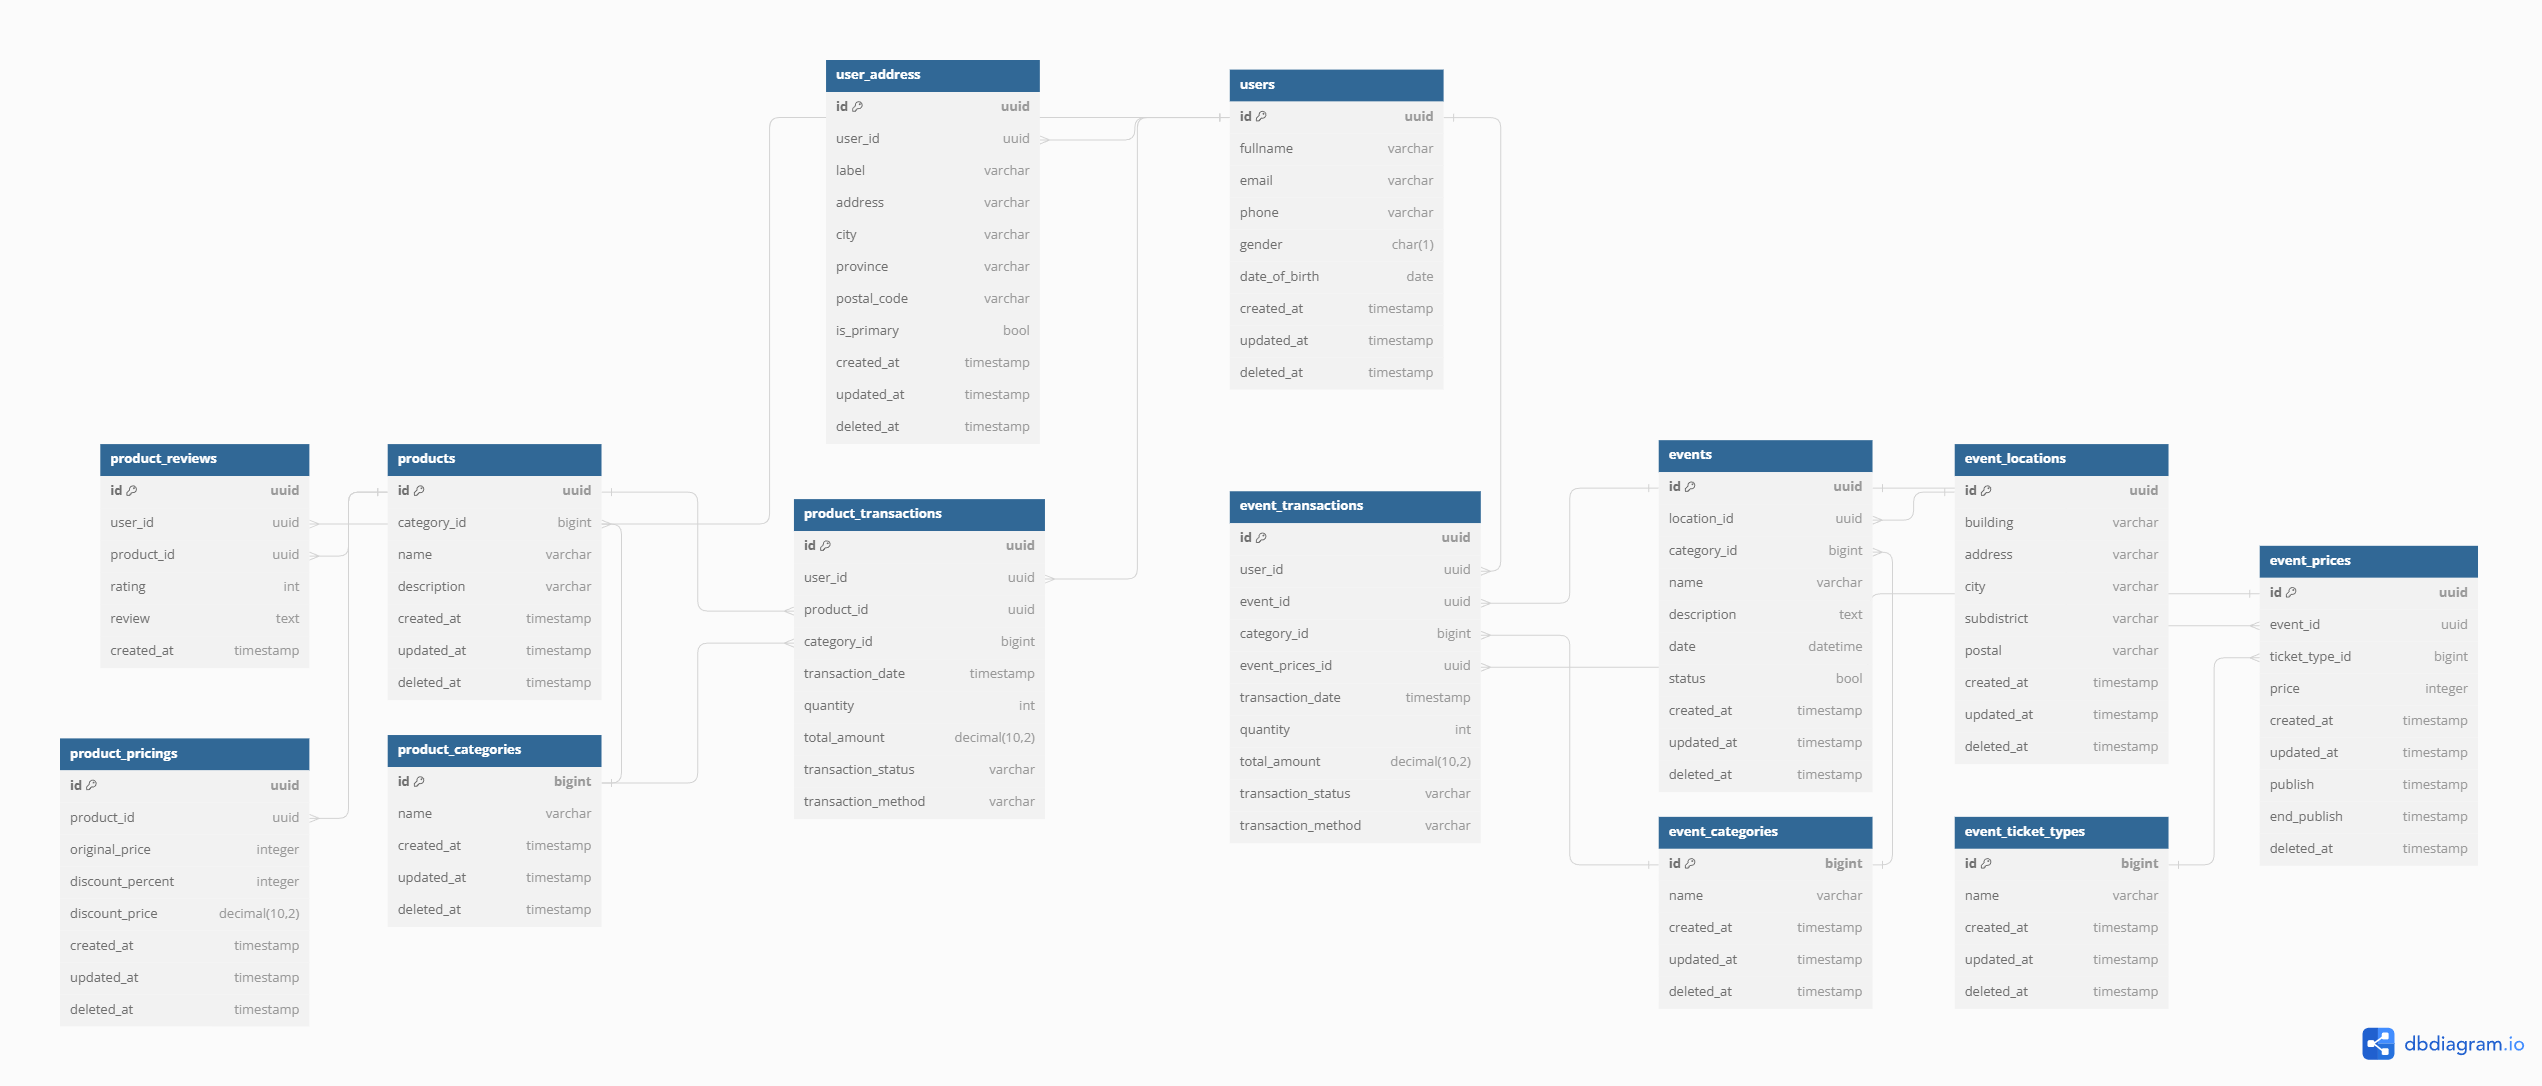 user_address
id uuid
user_id uuid
label varchar
address varchar
city varchar
province varchar
postal_code varchar
is_primary bool
created_at timestamp
updated_at timestamp
deleted_at timestamp
users
id uuid
fullname varchar
email varchar
phone varchar
gender char(1)
date_of_birth date
created_at timestamp
updated_at timestamp
deleted_at timestamp
product_reviews
id uuid
user_id uuid
product_id uuid
rating int
review text
created_at timestamp
products
id uuid
category_id bigint
name varchar
description varchar
created_at timestamp
updated_at timestamp
deleted_at timestamp
product_transactions
id uuid
user_id uuid
product_id uuid
category_id bigint
transaction_date timestamp
quantity int
total_amount decimal(10,2)
transaction_status varchar
transaction_method varchar
event_transactions
id uuid
user_id uuid
event_id uuid
category_id bigint
event_prices_id uuid
transaction_date timestamp
quantity int
total_amount decimal(10,2)
transaction_status varchar
transaction_method varchar
events
id uuid
location_id uuid
category_id bigint
name varchar
description text
date datetime
status bool
created_at timestamp
updated_at timestamp
deleted_at timestamp
event_locations
id uuid
building varchar
address varchar
city varchar
subdistrict varchar
postal varchar
created_at timestamp
updated_at timestamp
deleted_at timestamp
event_prices
id uuid
event_id uuid
ticket_type_id bigint
price integer
created_at timestamp
updated_at timestamp
publish timestamp
end_publish timestamp
deleted_at timestamp
product_pricings
id uuid
product_id uuid
original_price integer
discount_percent integer
discount_price decimal(10,2)
created_at timestamp
updated_at timestamp
deleted_at timestamp
product_categories
id bigint
name varchar
created_at timestamp
updated_at timestamp
deleted_at timestamp
event_categories
id bigint
name varchar
created_at timestamp
updated_at timestamp
deleted_at timestamp
event_ticket_types
id bigint
name varchar
created_at timestamp
updated_at timestamp
deleted_at timestamp
dbdiagram.io